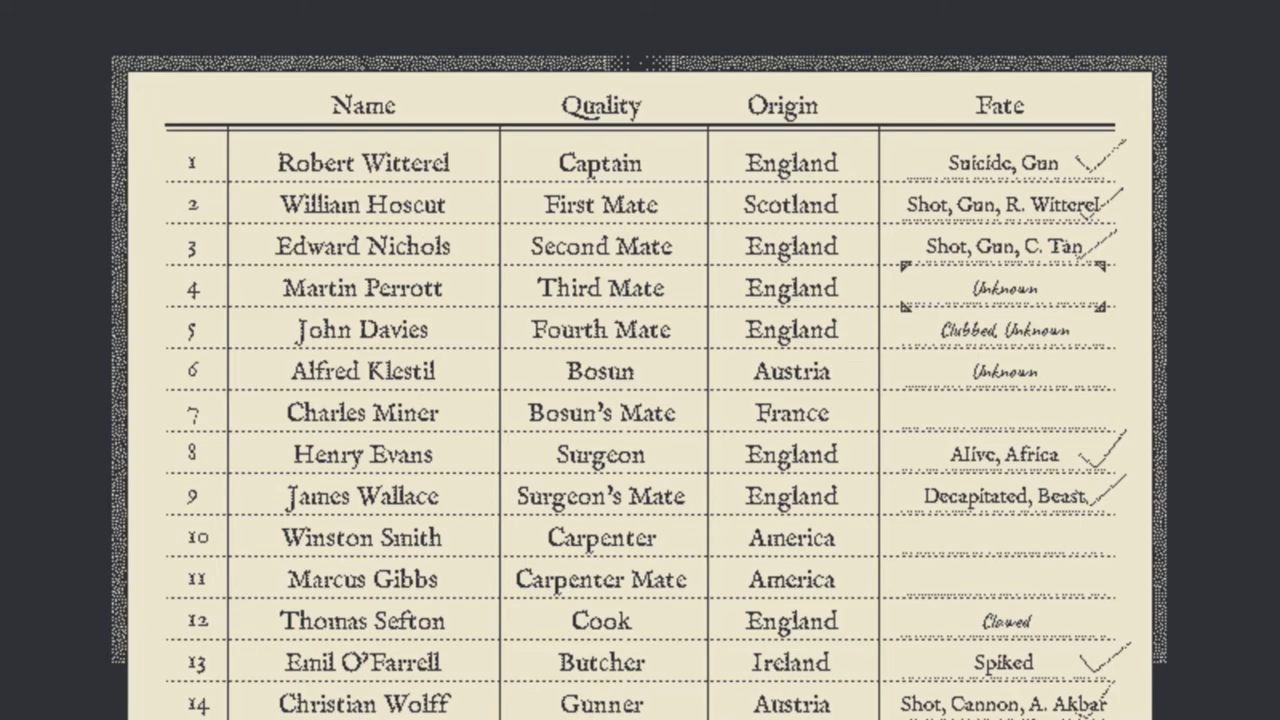 Name Quality Origin Fate
1 Robert Witterel Captain England Suicide, Gun
2 William Hoscut First Mate Scotland Shot, Gun, R. Witterel
3 Edward Nichols Second Mate England Shot, Gun, C. Tan
4 Martin Perrott Third Mate England Unknown
5 John Davies Fourth Mate England Clubbed, Unknown
6 Alfred Klestil Bosun Austria Unknown
7 Charles Miner Bosun's Mate France
8 Henry Evans Surgeon England Alive, Africa
9 James Wallace Surgeon's Mate England Decapitated, Beast
10 Winston Smith Carpenter America
11 Marcus Gibbs Carpenter Mate America
12 Thomas Sefton Cook England Clawed
13 Emil O'Farrell Butcher Ireland Spiked
14 Christian Wolff Gunner Austria Shot, Cannon, A. Akbar